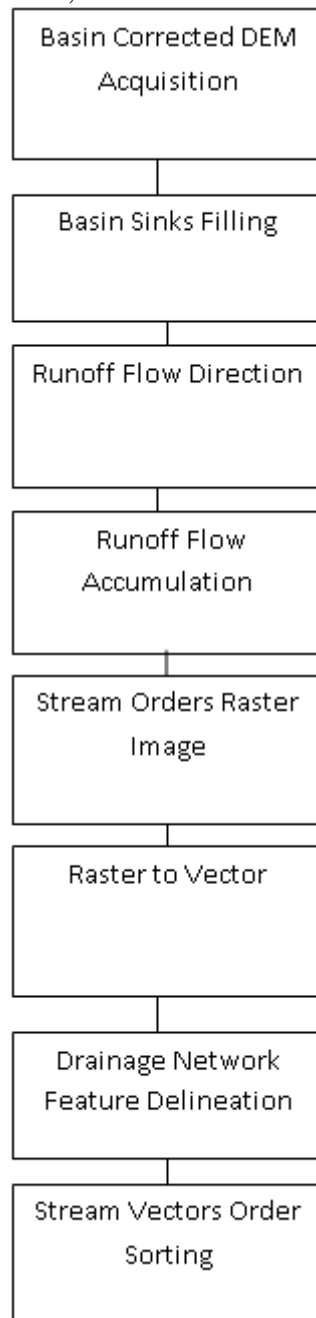 Basin Corrected DEM
Acquisition
Basin Sinks Filling
Runoff Flow Direction
Runoff Flow
Accumulation
Stream Orders Raster
Image
Raster to Vector
Drainage Network
Feature Delineation
Stream Vectors Order
Sorting